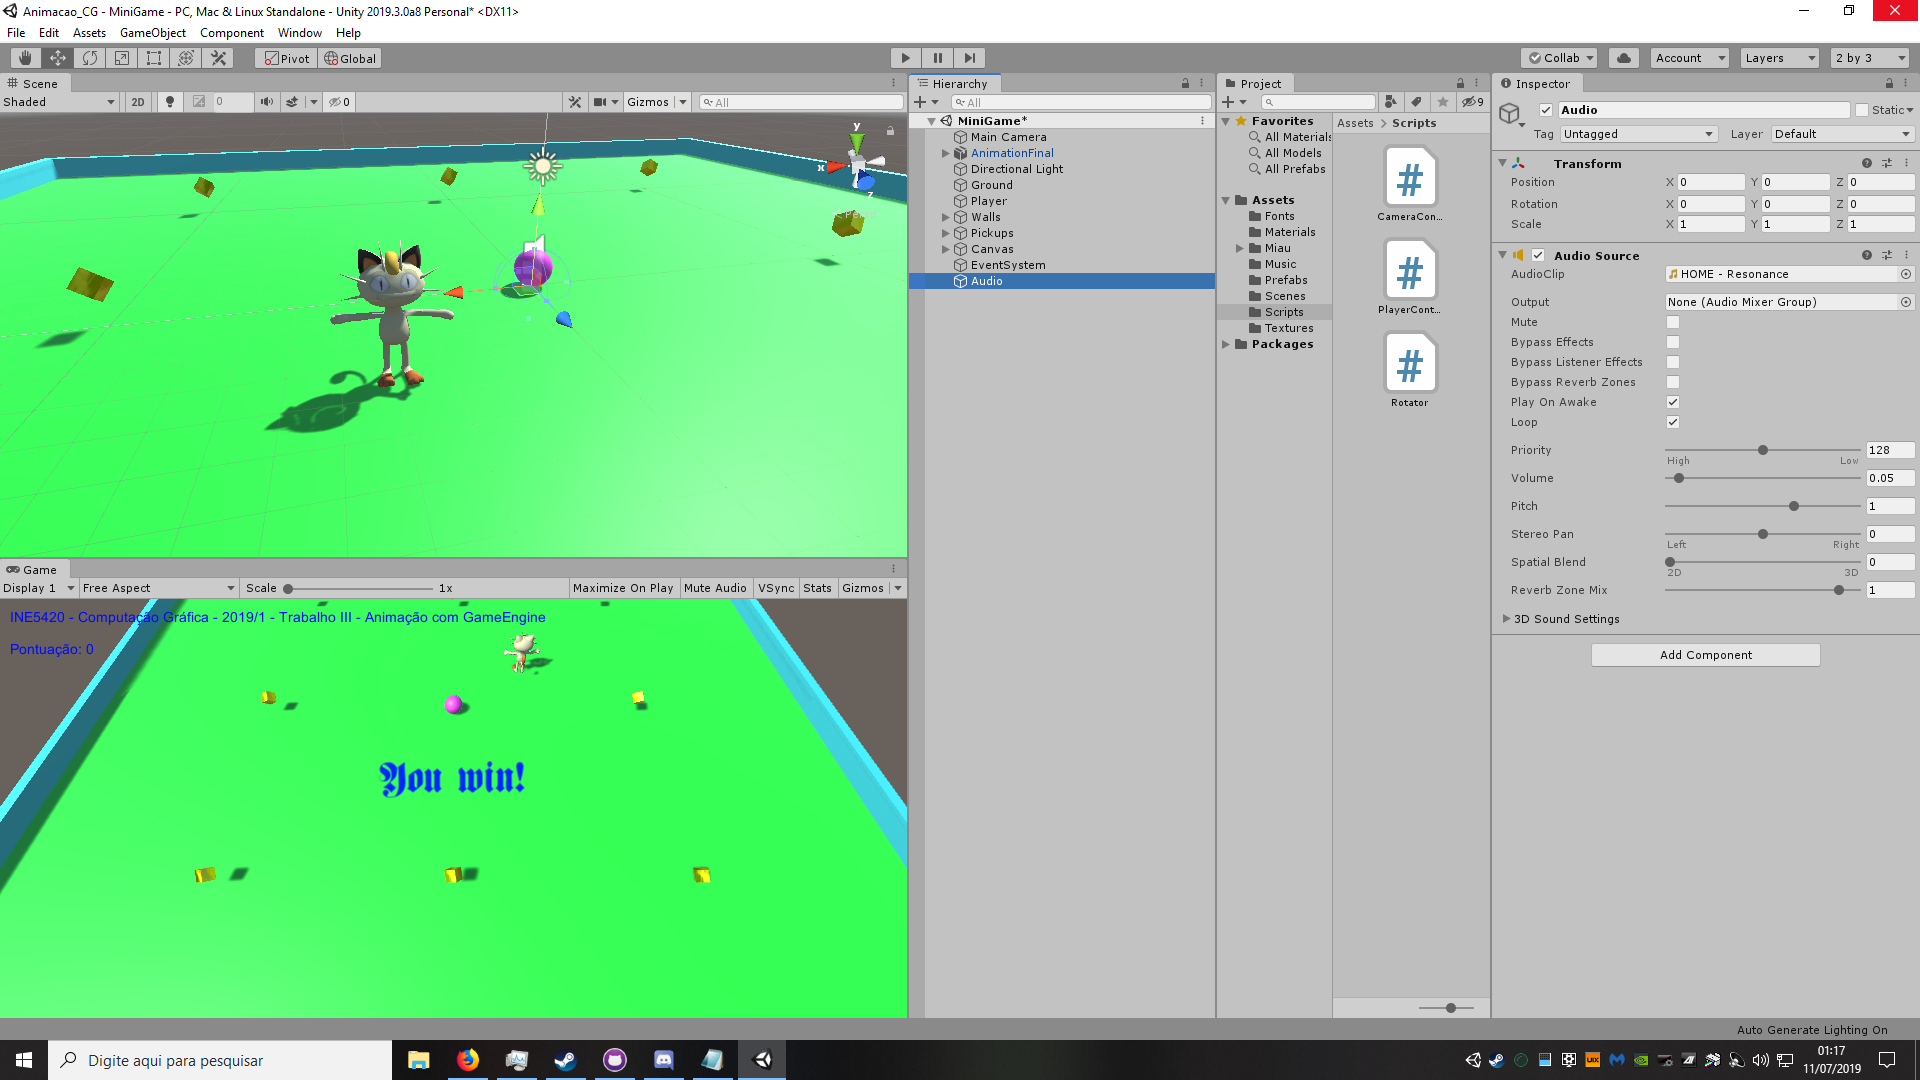 Animacao_CG - MiniGame - PC, Mac & Linux Standalone - Unity 2019.3.0a8 Personal* <DX11>
File Edit Assets GameObject Component Window Help
Pivot Global Collab Account Layers 2 by 3
Scene
Shaded 2D 0 0 Gizmos All
y
x
z
Game
Display 1 Free Aspect Scale 1x Maximize On Play Mute Audio VSync Stats Gizmos
INE5420 - Computação Gráfica - 2019/1 - Trabalho III - Animação com GameEngine
Pontuação: 0
You win!
Hierarchy
All
MiniGame*
Main Camera
AnimationFinal
Directional Light
Ground
Player
Walls
Pickups
Canvas
EventSystem
Audio
Project
9
Favorites
All Materials
All Models
All Prefabs
Assets
Fonts
Materials
Miau
Music
Prefabs
Scenes
Scripts
Textures
Packages
Assets > Scripts
#
CameraCon...
#
PlayerCont...
#
Rotator
Inspector
Audio Static
Tag Untagged Layer Default
Transform
Position X 0 Y 0 Z 0
Rotation X 0 Y 0 Z 0
Scale X 1 Y 1 Z 1
Audio Source
AudioClip HOME - Resonance
Output None (Audio Mixer Group)
Mute
Bypass Effects
Bypass Listener Effects
Bypass Reverb Zones
Play On Awake
Loop
Priority 128
High Low
Volume 0.05
Pitch 1
Stereo Pan 0
Left Right
Spatial Blend 0
2D 3D
Reverb Zone Mix 1
3D Sound Settings
Add Component
Auto Generate Lighting On
Digite aqui para pesquisar
01:17
11/07/2019